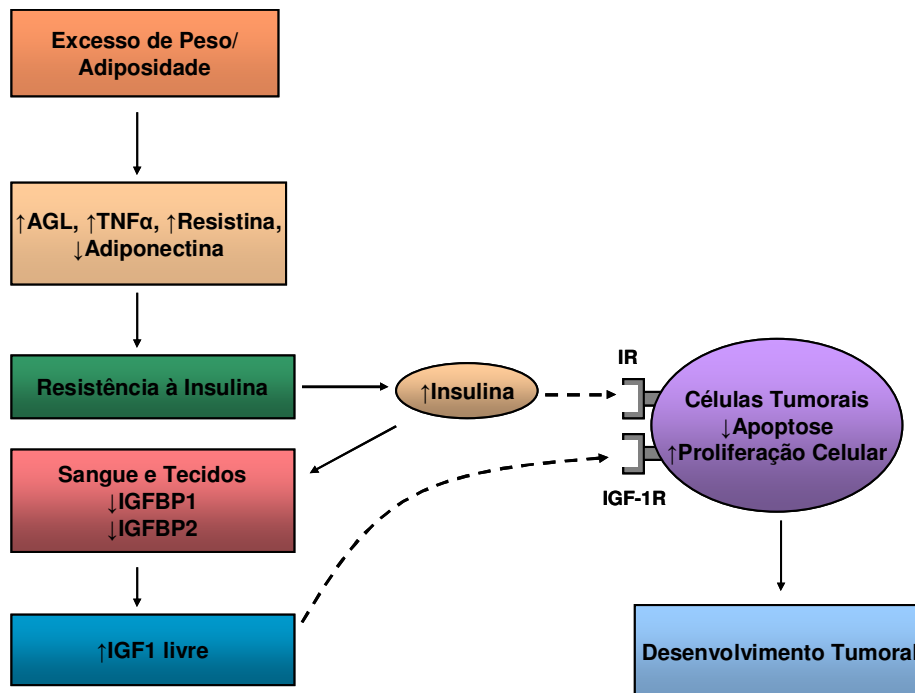 Excesso de Peso/
Adiposidade
↑AGL, ↑TNFα, ↑Resistina,
↓Adiponectina
Resistência à Insulina
↑Insulina
IR
Células Tumorais
↓Apoptose
↑Proliferação Celular
IGF-1R
Sangue e Tecidos
↓IGFBP1
↓IGFBP2
↑IGF1 livre
Desenvolvimento Tumoral